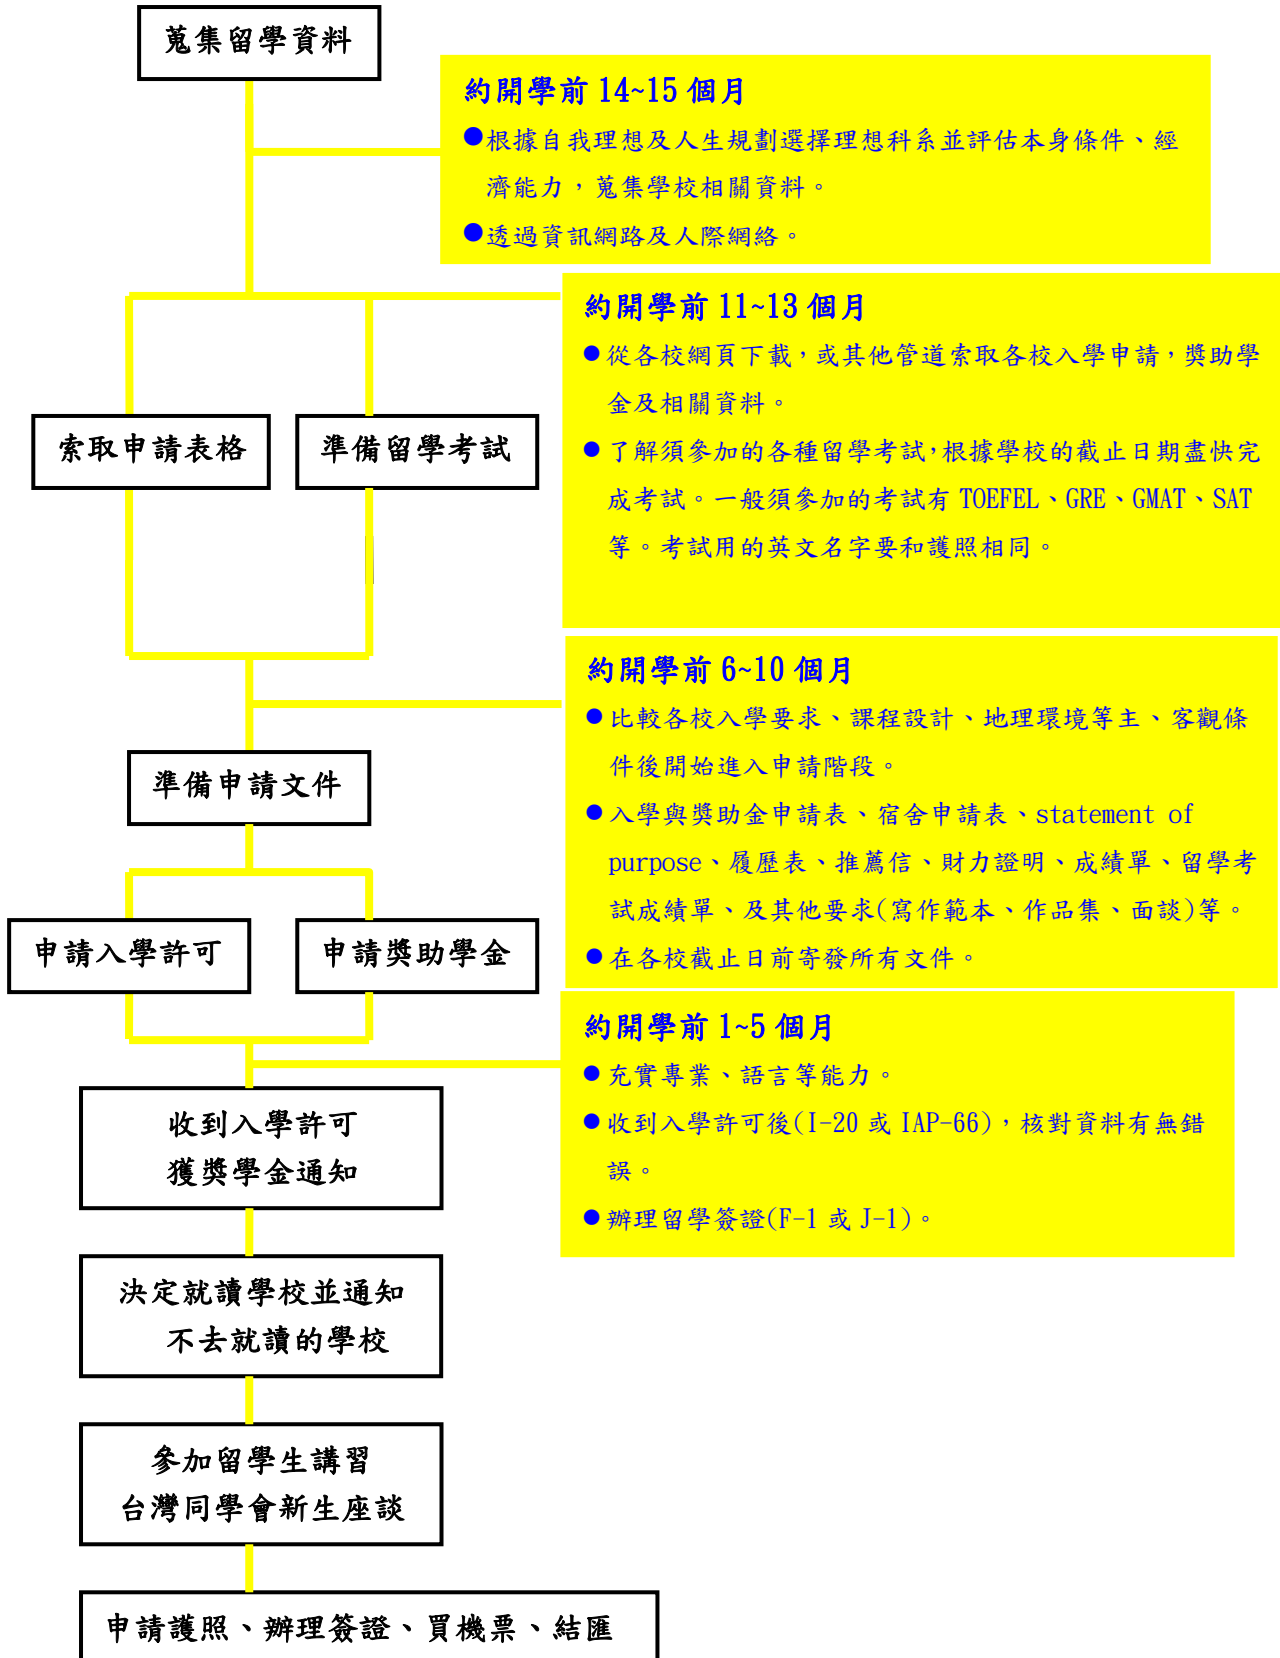 蒐集留學資料
約開學前 14~15 個月
●根據自我理想及人生規劃選擇理想科系並評估本身條件、經
濟能力，蒐集學校相關資料。
●透過資訊網路及人際網絡。
約開學前 11~13 個月
●從各校網頁下載，或其他管道索取各校入學申請，獎助學
金及相關資料。
●了解須參加的各種留學考試，根據學校的截止日期盡快完
成考試。一般須參加的考試有 TOEFEL、GRE、GMAT、SAT
等。考試用的英文名字要和護照相同。
索取申請表格
準備留學考試
約開學前 6~10 個月
●比較各校入學要求、課程設計、地理環境等主、客觀條
件後開始進入申請階段。
●入學與獎助金申請表、宿舍申請表、statement of
purpose、履歷表、推薦信、財力證明、成績單、留學考
試成績單、及其他要求(寫作範本、作品集、面談)等。
●在各校截止日前寄發所有文件。
準備申請文件
申請入學許可
申請獎助學金
約開學前 1~5 個月
●充實專業、語言等能力。
●收到入學許可後(I-20 或 IAP-66)，核對資料有無錯
誤。
●辦理留學簽證(F-1 或 J-1)。
收到入學許可
獲獎學金通知
決定就讀學校並通知
不去就讀的學校
參加留學生講習
台灣同學會新生座談
申請護照、辦理簽證、買機票、結匯